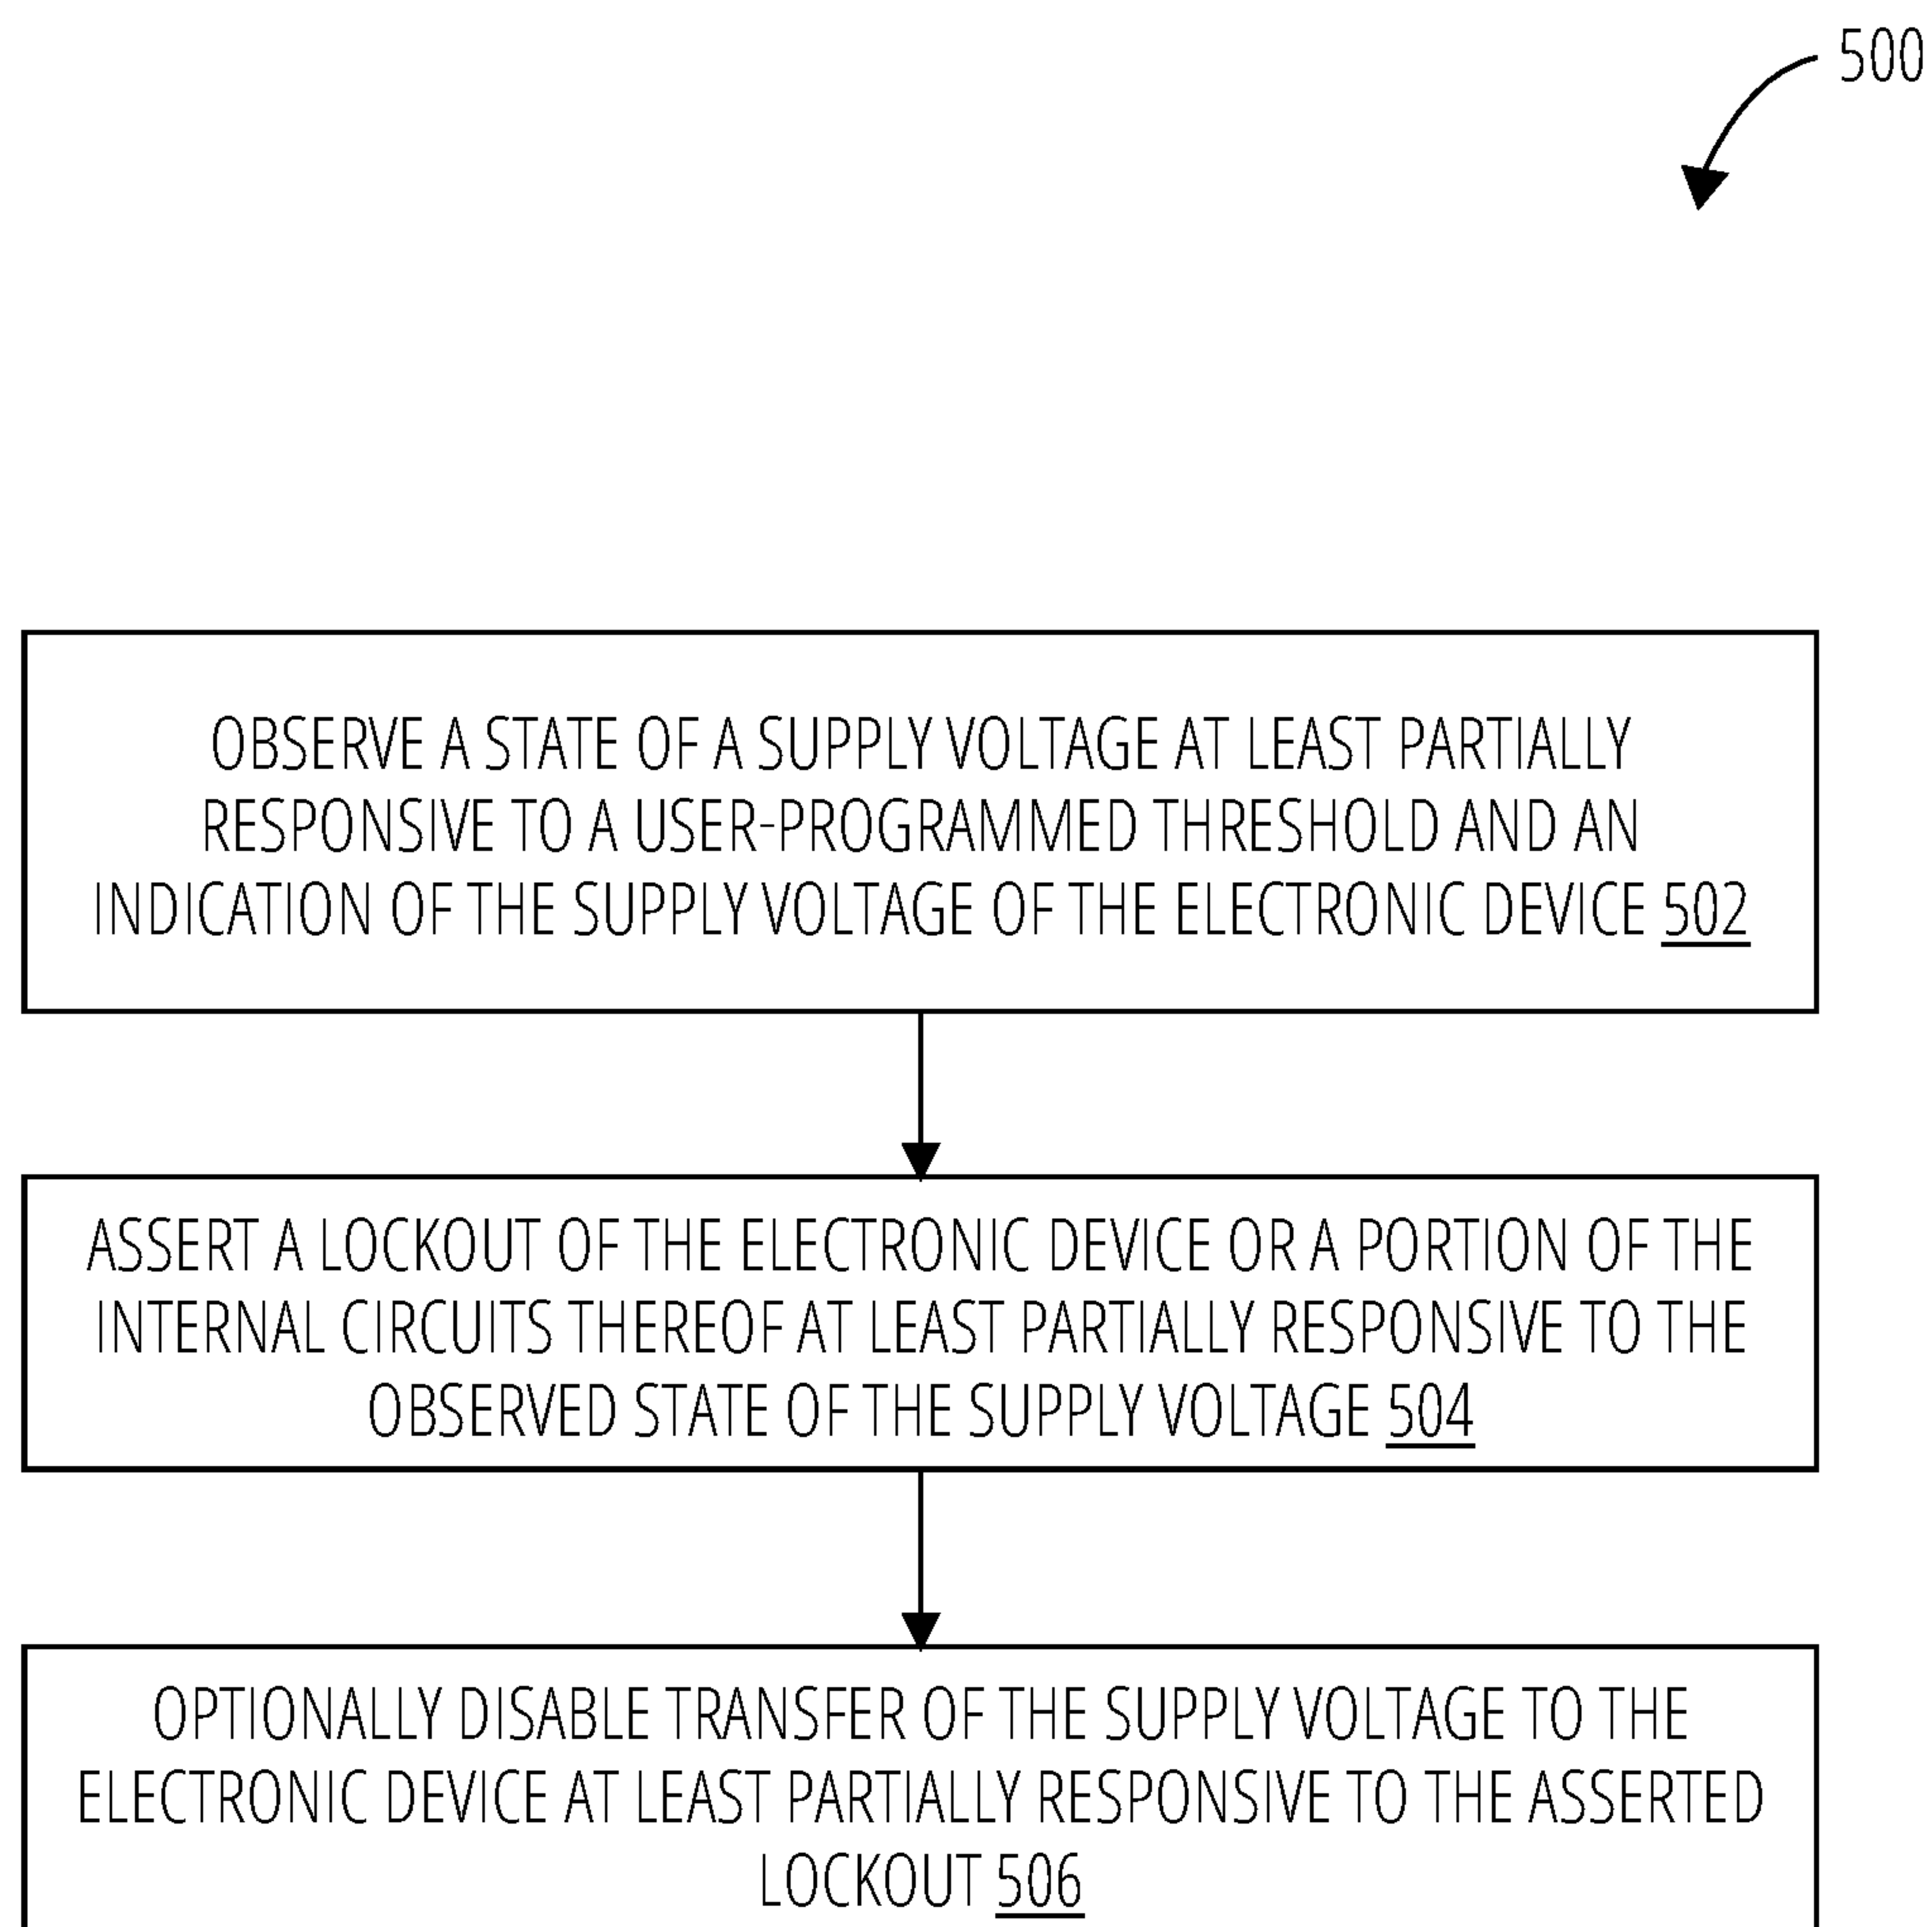 500
OBSERVE A STATE OF A SUPPLY VOLTAGE AT LEAST PARTIALLY
RESPONSIVE TO A USER-PROGRAMMED THRESHOLD AND AN
INDICATION OF THE SUPPLY VOLTAGE OF THE ELECTRONIC DEVICE 502
ASSERT A LOCKOUT OF THE ELECTRONIC DEVICE OR A PORTION OF THE
INTERNAL CIRCUITS THEREOF AT LEAST PARTIALLY RESPONSIVE TO THE
OBSERVED STATE OF THE SUPPLY VOLTAGE 504
OPTIONALLY DISABLE TRANSFER OF THE SUPPLY VOLTAGE TO THE
ELECTRONIC DEVICE AT LEAST PARTIALLY RESPONSIVE TO THE ASSERTED
LOCKOUT 506